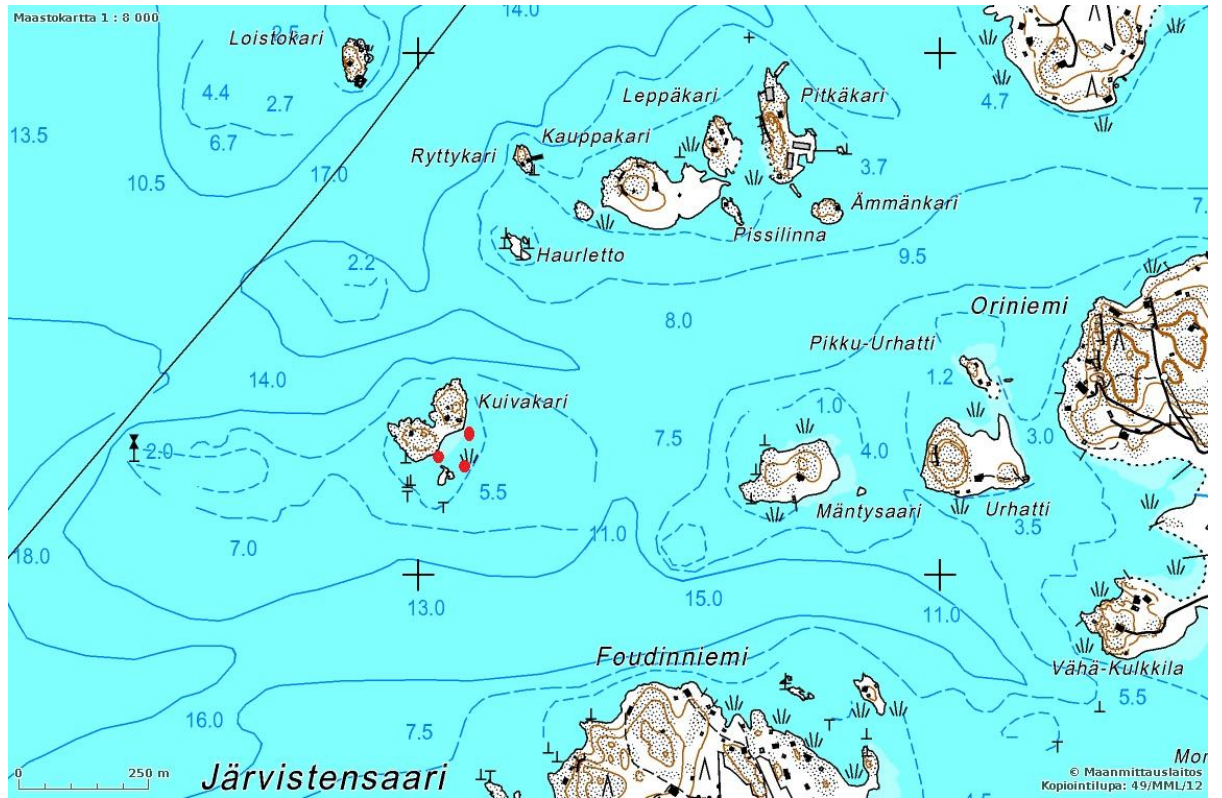 Maastokartta 1 : 8 000
14.0
Loistokari
2.5
4.4
2.7
4.7
13.5
6.7
Leppäkari
Pitkäkari
Kauppakari
Ryttykari
3.7
17.0
10.5
Ämmänkari
7.
Pissilinna
Haurletto
9.5
2.2
Oriniemi
8.0
Pikku-Urhatti
1.2
14.0
Kuivakari
1.0
7.5
4.0
3.0
2.0
5.5
Mäntysaari
Urhatti
3.5
11.0
7.0
18.0
13.0
15.0
11.0
Foudinniemi
Vähä-Kulkkila
5.5
16.0
7.5
Mor
0 250 m
Järvistensaari
© Maanmittauslaitos
Kopiointilupa: 49/MML/12